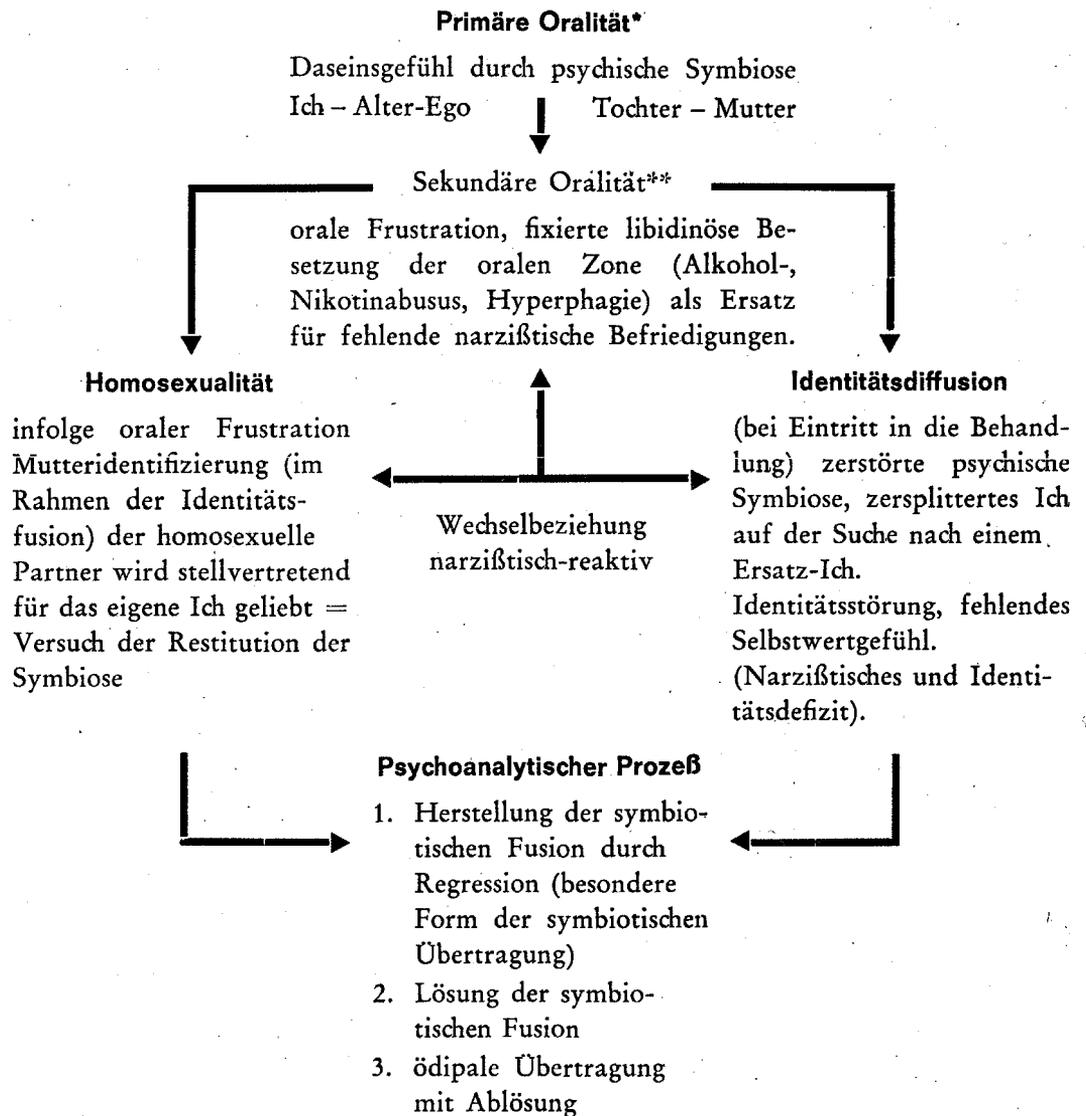 Primäre Oralität*
Daseinsgefühl durch psychische Symbiose
Ich – Alter-Ego Tochter – Mutter
Sekundäre Oralität**
orale Frustration, fixierte libidinöse Be-
setzung der oralen Zone (Alkohol-,
Nikotinabusus, Hyperphagie) als Ersatz
für fehlende narzißtische Befriedigungen.
Homosexualität
infolge oraler Frustration
Mutteridentifizierung (im
Rahmen der Identitäts-
fusion) der homosexuelle
Partner wird stellvertretend
für das eigene Ich geliebt =
Versuch der Restitution der
Symbiose
Wechselbeziehung
narzißtisch-reaktiv
Identitätsdiffusion
(bei Eintritt in die Behand-
lung) zerstörte psychische
Symbiose, zersplittertes Ich
auf der Suche nach einem
Ersatz-Ich.
Identitätsstörung, fehlendes
Selbstwertgefühl.
(Narzißtisches und Identi-
tätsdefizit).
Psychoanalytischer Prozeß
1. Herstellung der symbio-
tischen Fusion durch
Regression (besondere
Form der symbiotischen
Übertragung)
2. Lösung der symbio-
tischen Fusion
3. ödipale Übertragung
mit Ablösung